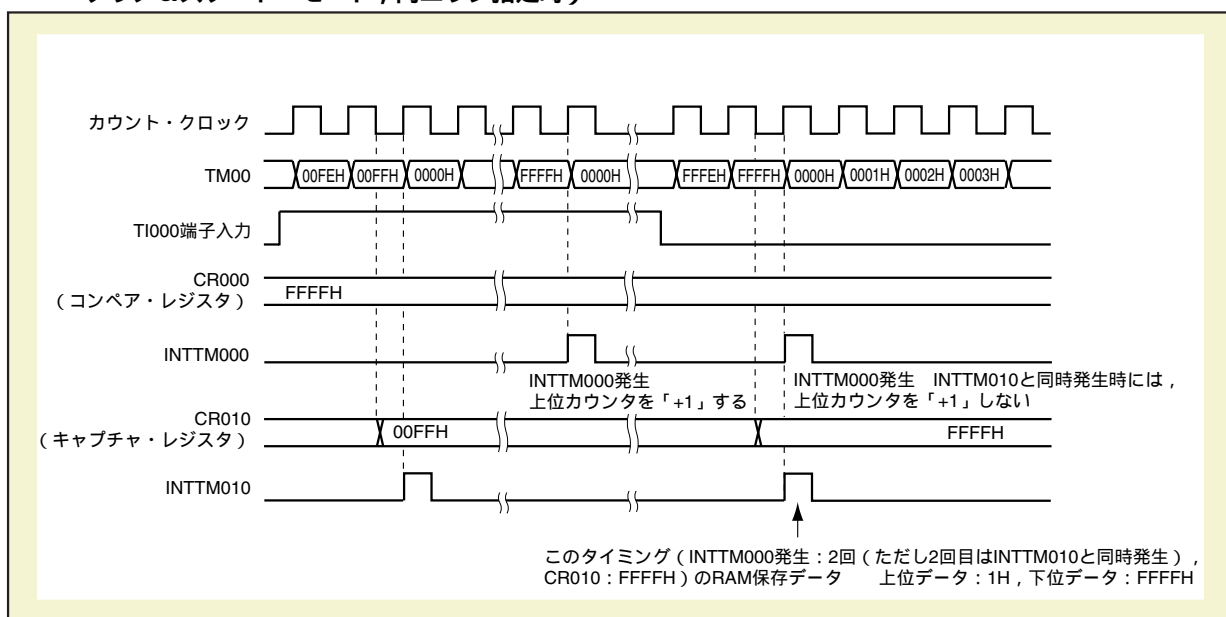 カウント・クロック
TM00
00FEH 00FFH 0000H FFFFH 0000H FFFEH FFFFH 0000H 0001H 0002H 0003H
TI000端子入力
CR000
（コンペア・レジスタ）
FFFFH
INTTM000
INTTM000発生
上位カウンタを「+1」する
INTTM000発生　INTTM010と同時発生時には，
上位カウンタを「+1」しない
CR010
（キャプチャ・レジスタ）
00FFH
FFFFH
INTTM010
このタイミング（INTTM000発生：2回（ただし2回目はINTTM010と同時発生），
CR010：FFFFH）のRAM保存データ　　上位データ：1H，下位データ：FFFFH